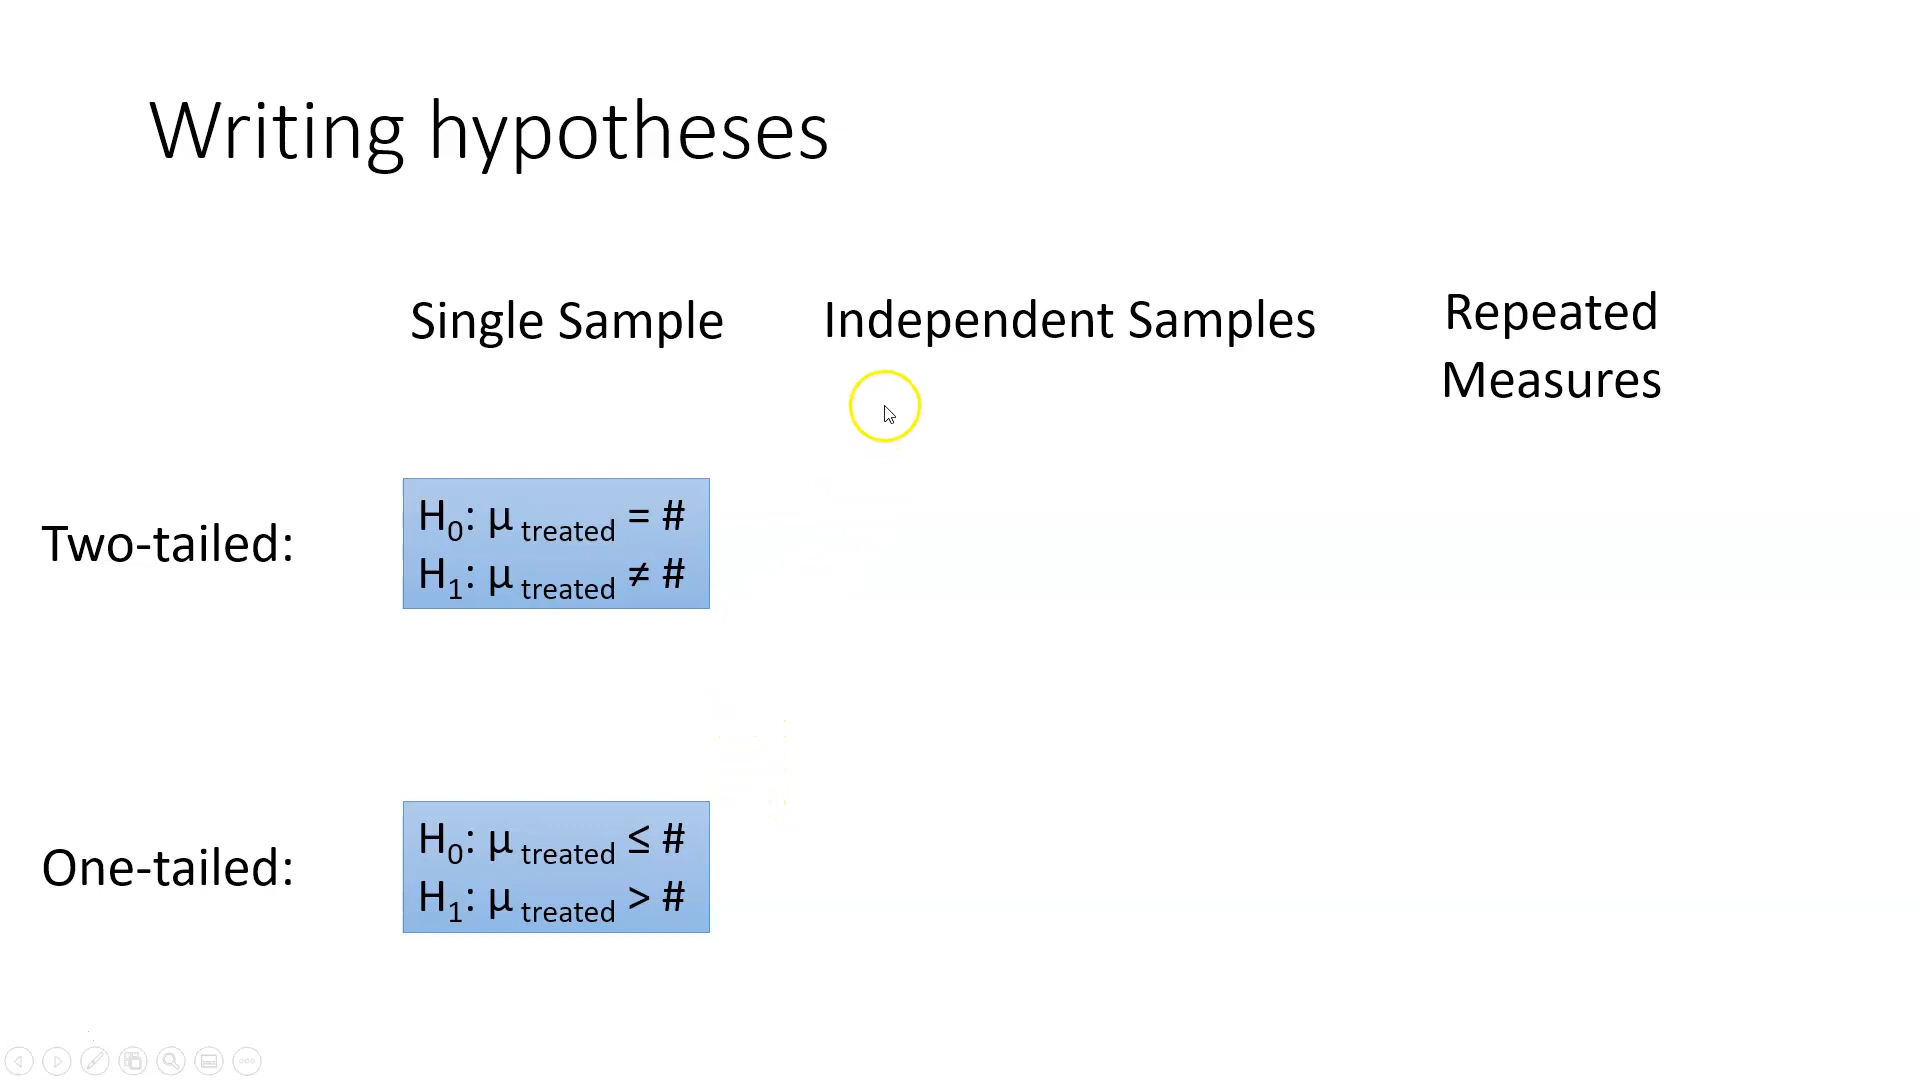 Writing hypotheses
Single Sample
Independent Samples
Repeated
Measures
Two-tailed:
H₀: μ treated = #
H₁: μ treated ≠ #
One-tailed:
H₀: μ treated ≤ #
H₁: μ treated > #